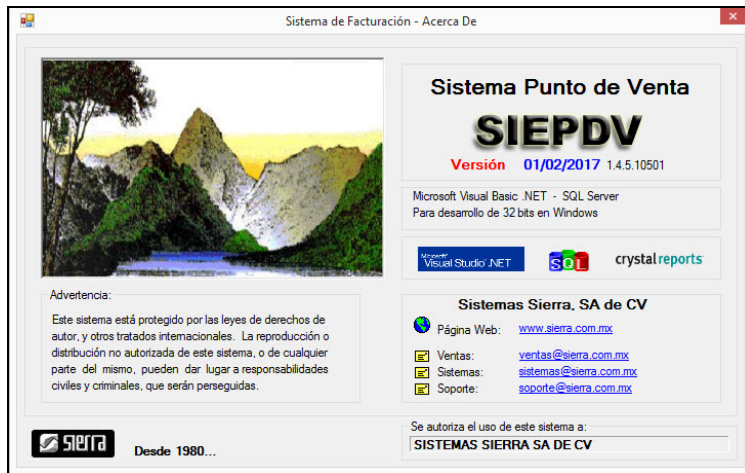 Sistema de Facturación - Acerca De
Sistema Punto de Venta
SIEPDV
Versión 01/02/2017 1.4.5.10501
Microsoft Visual Basic .NET - SQL Server
Para desarrollo de 32 bits en Windows
Microsoft
Visual Studio .NET
SQL
crystal reports
Advertencia:
Este sistema está protegido por las leyes de derechos de
autor, y otros tratados internacionales. La reproducción o
distribución no autorizada de este sistema, o de cualquier
parte del mismo, pueden dar lugar a responsabilidades
civiles y criminales, que serán perseguidas.
Sistemas Sierra, SA de CV
Página Web: www.sierra.com.mx
Ventas: ventas@sierra.com.mx
Sistemas: sistemas@sierra.com.mx
Soporte: soporte@sierra.com.mx
sierra
Desde 1980...
Se autoriza el uso de este sistema a:
SISTEMAS SIERRA SA DE CV